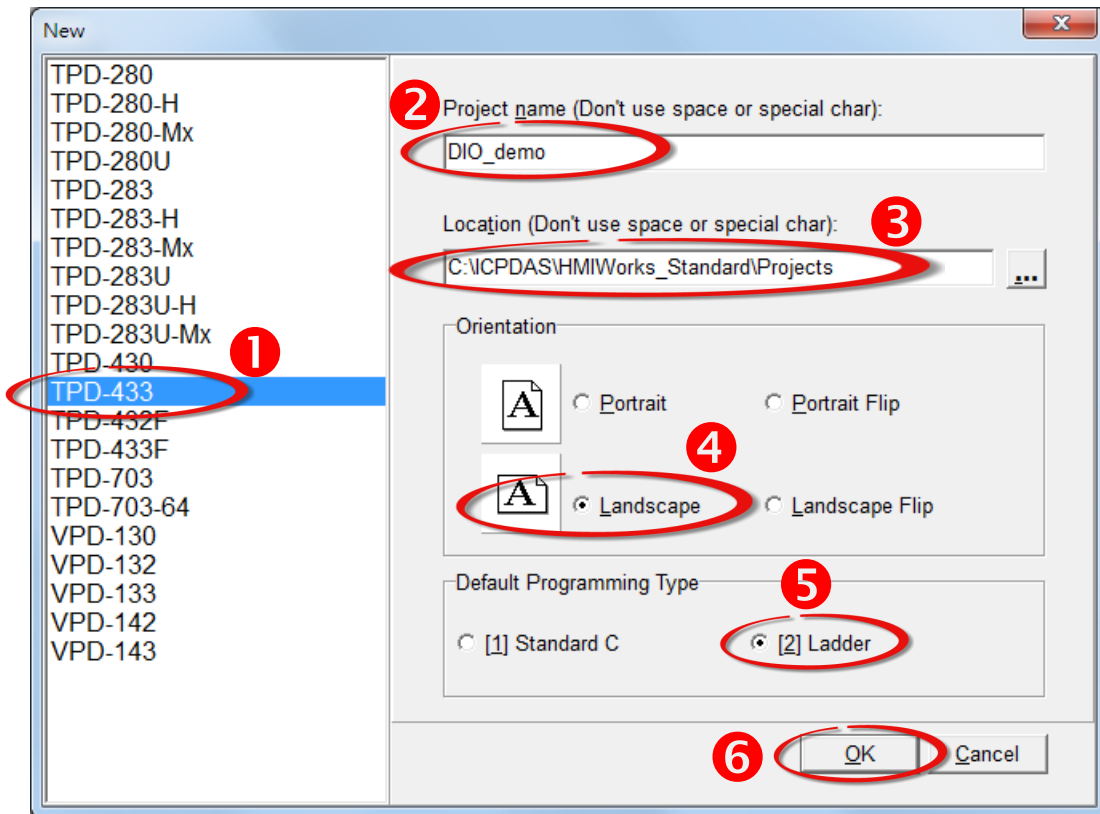 New
x
TPD-280
TPD-280-H
TPD-280-Mx
TPD-280U
TPD-283
TPD-283-H
TPD-283-Mx
TPD-283U
TPD-283U-H
TPD-283U-Mx
TPD-430
1
TPD-433
TPD-432F
TPD-433F
TPD-703
TPD-703-64
VPD-130
VPD-132
VPD-133
VPD-142
VPD-143
2
Project name (Don't use space or special char):
DIO_demo
3
Location (Don't use space or special char):
C:\ICPDAS\HMIWorks_Standard\Projects
...
Orientation
A Portrait Portrait Flip
4
A Landscape Landscape Flip
Default Programming Type
5
[1] Standard C [2] Ladder
6 OK Cancel